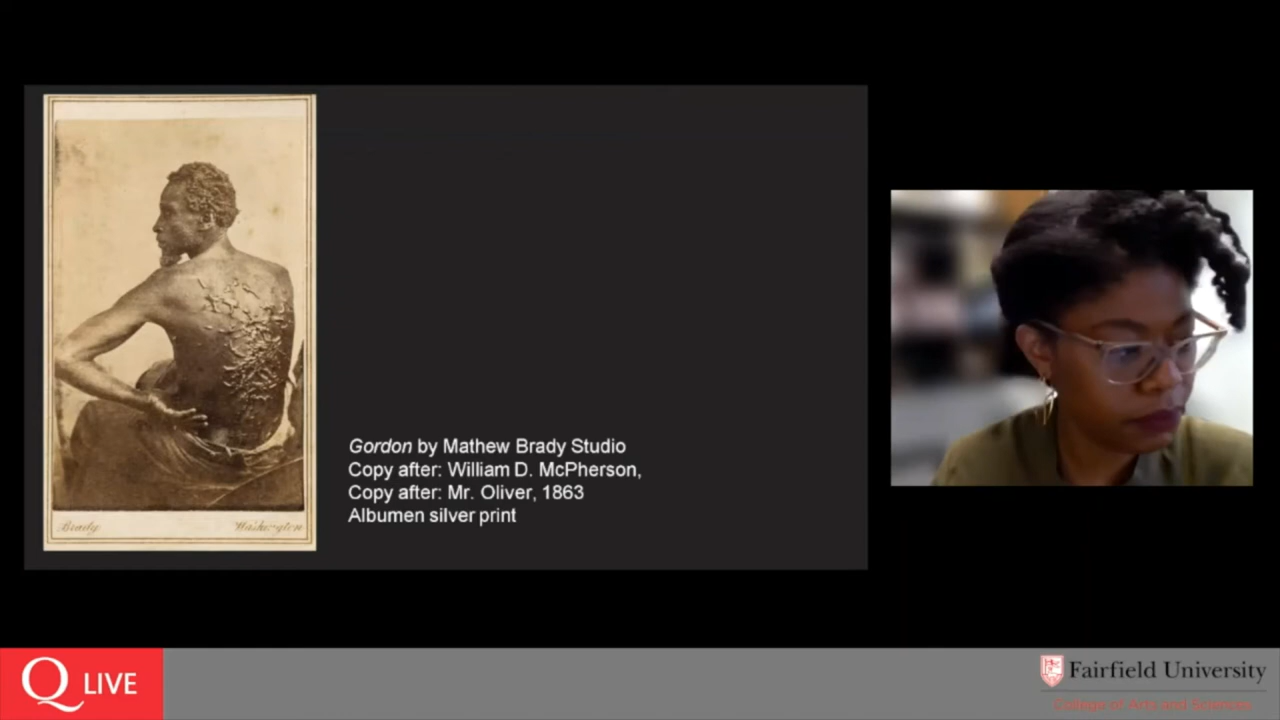 Gordon by Mathew Brady Studio
Copy after: William D. McPherson,
Copy after: Mr. Oliver, 1863
Albumen silver print
Brady Washington
Q LIVE
Fairfield University
College of Arts and Sciences